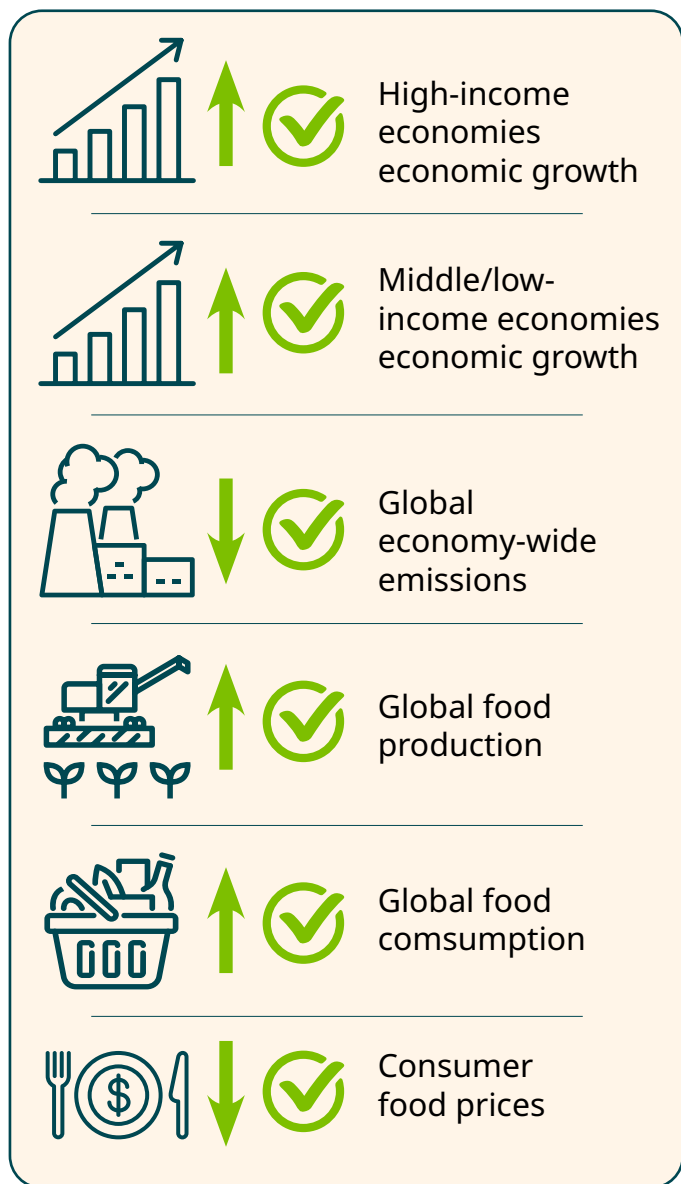 High-income
economies
economic growth
Middle/low-
income economies
economic growth
Global
economy-wide
emissions
Global food
production
Global food
comsumption
$
Consumer
food prices